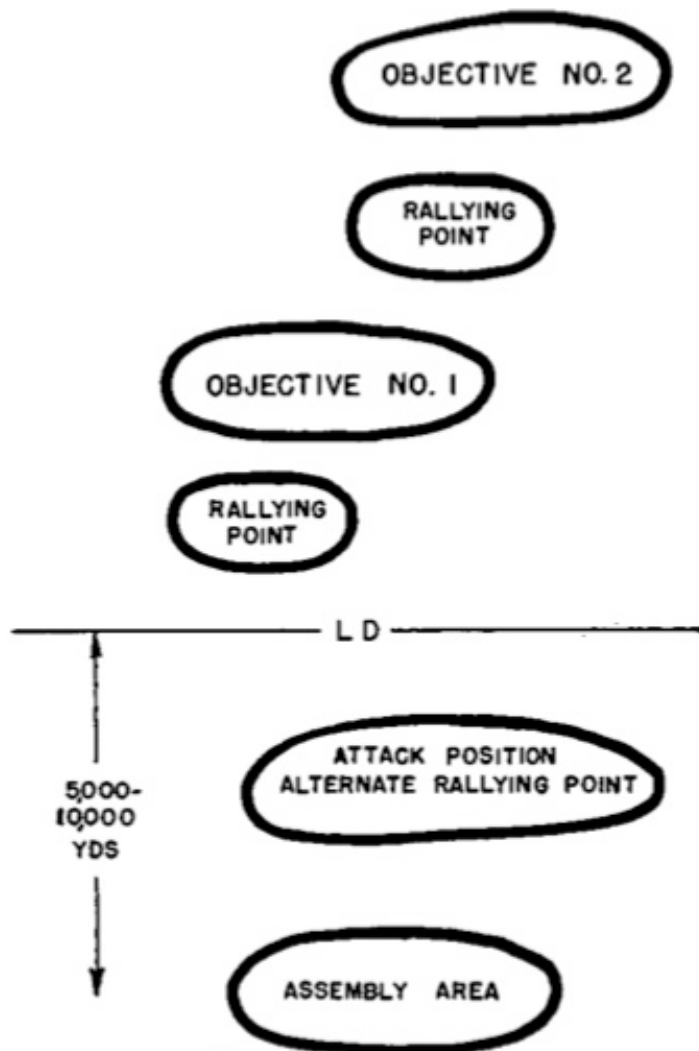 OBJECTIVE NO. 2
RALLYING
POINT
OBJECTIVE NO. 1
RALLYING
POINT
LD
ATTACK POSITION
ALTERNATE RALLYING POINT
5,000-
10,000
YDS
ASSEMBLY AREA